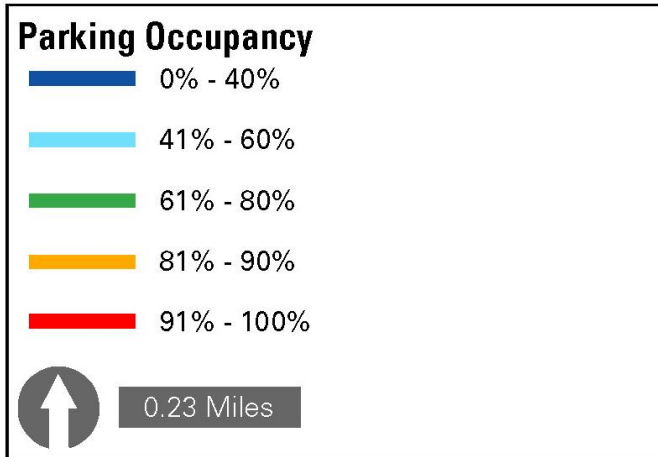 Parking Occupancy
0% - 40%
41% - 60%
61% - 80%
81% - 90%
91% - 100%
0.23 Miles